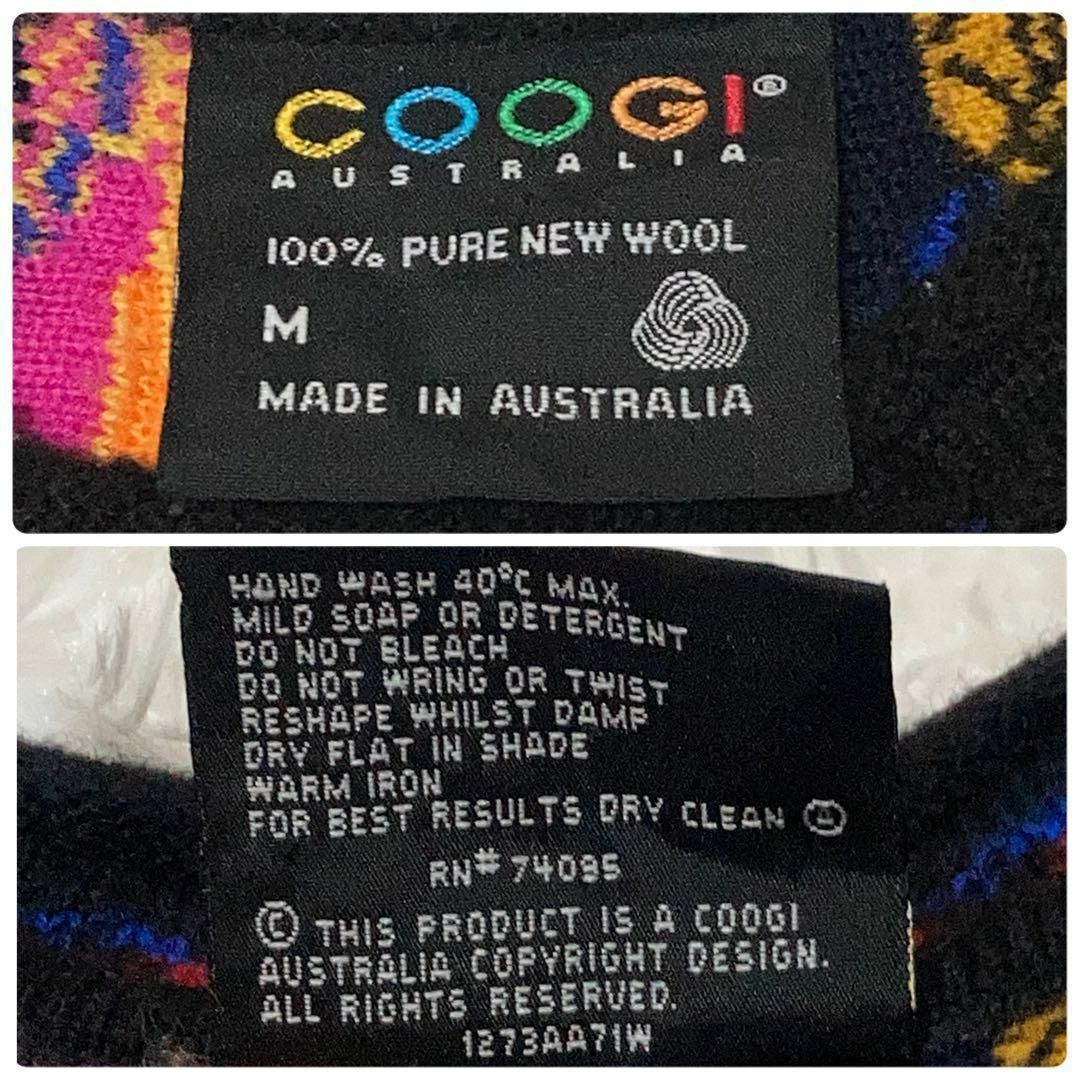 COOGI®
AUSTRALIA
100% PURE NEW WOOL
M
MADE IN AUSTRALIA
HAND WASH 40°C MAX.
MILD SOAP OR DETERGENT
DO NOT BLEACH
DO NOT WRING OR TWIST
RESHAPE WHILST DAMP
DRY FLAT IN SHADE
WARM IRON
FOR BEST RESULTS DRY CLEAN Ⓐ
RN# 74095
© THIS PRODUCT IS A COOGI
AUSTRALIA COPYRIGHT DESIGN.
ALL RIGHTS RESERVED.
1273AA71W